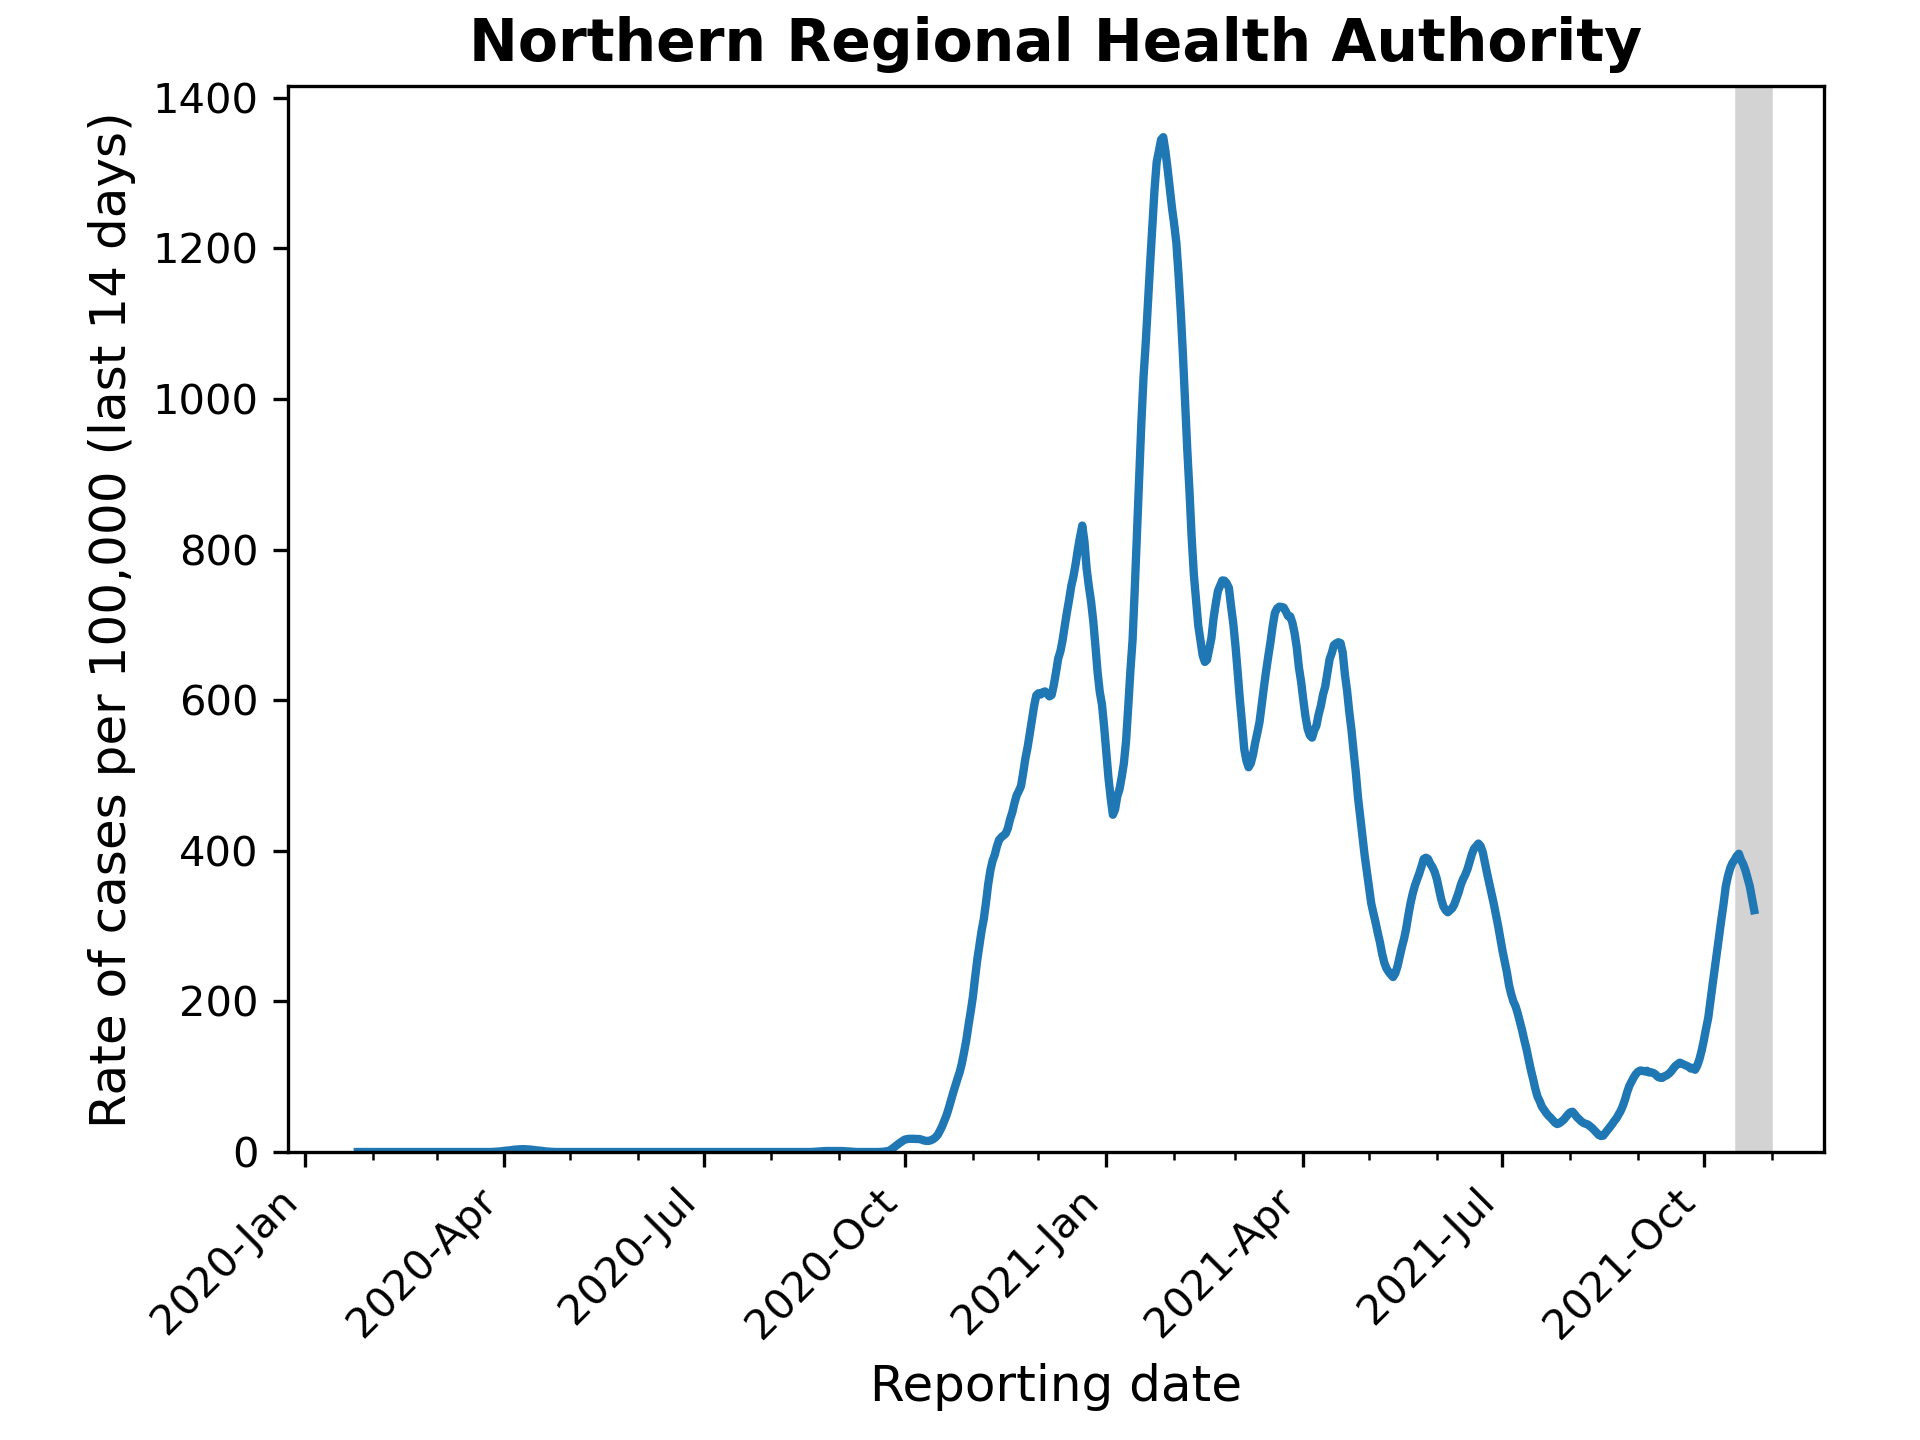 Northern Regional Health Authority
Rate of cases per 100,000 (last 14 days)
1400
1200
1000
800
600
400
200
0
2020-Jan
2020-Apr
2020-Jul
2020-Oct
2021-Jan
2021-Apr
2021-Jul
2021-Oct
Reporting date